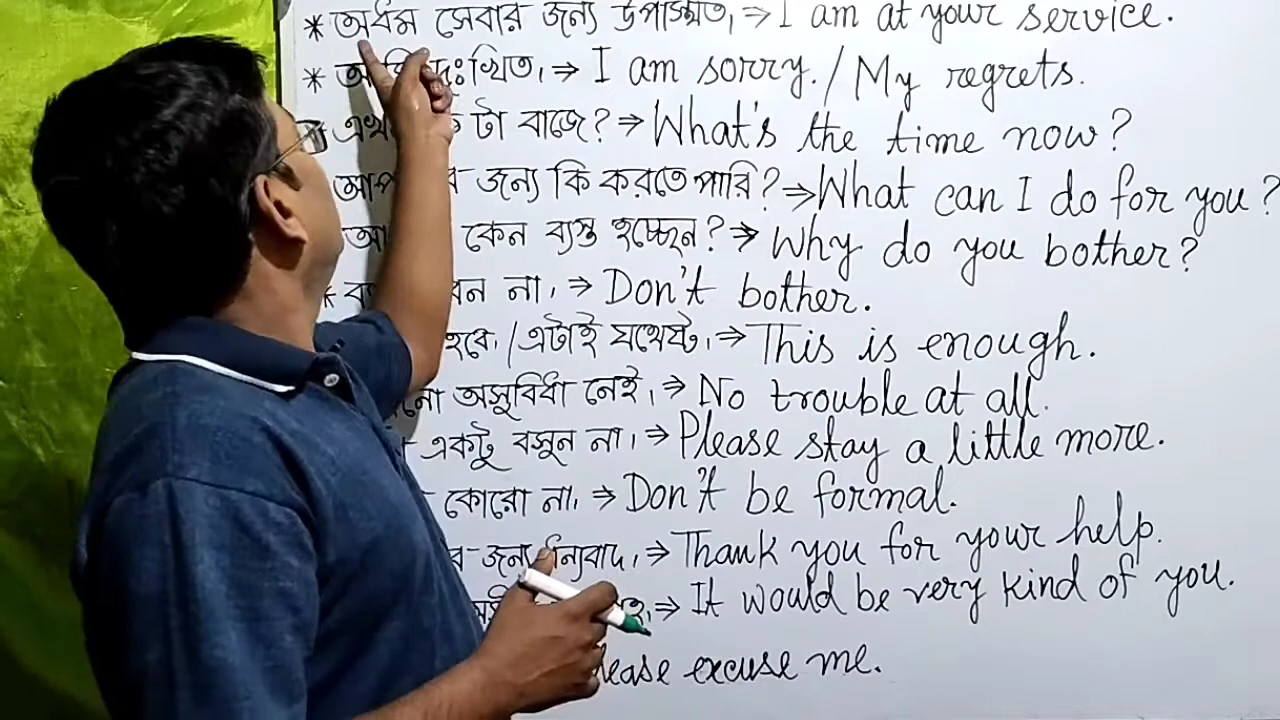 * অধম সেবার জন্য উপস্থিত, ⇒ I am at your service.
* দুঃখিত, ⇒ I am sorry. / My regrets.
টা বাজে? ⇒ What's the time now?
জন্য কি করতে পারি? ⇒ What can I do for you?
কেন ব্যস্ত হচ্ছেন? ⇒ Why do you bother?
* না, ⇒ Don't bother.
হবে, / এটাই যথেষ্ট, ⇒ This is enough.
অসুবিধা নেই, ⇒ No trouble at all.
একটু বসুন না, ⇒ Please stay a little more.
কোরো না, ⇒ Don't be formal.
জন্য ধন্যবাদ, ⇒ Thank you for your help.
⇒ It would be very kind of you.
excuse me.